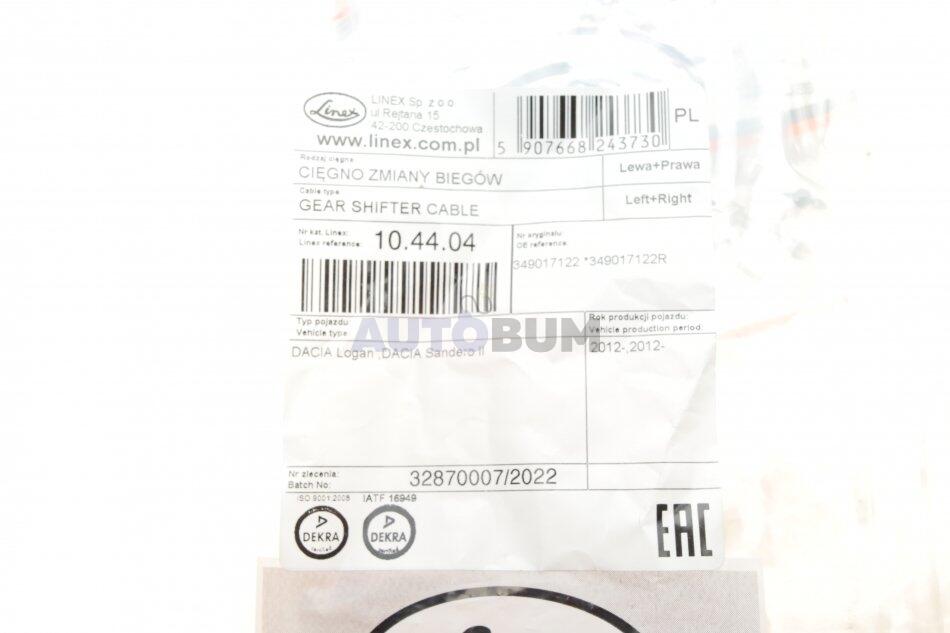 Linex
LINEX Sp. z o o
ul Rejtana 15
42-200 Czestochowa
www.linex.com.pl
5 907668 243730
PL
Rodzaj cięgna:
CIĘGNO ZMIANY BIEGÓW
Lewa+Prawa
Cable type
GEAR SHIFTER CABLE
Left+Right
Nr kat. Linex:
Linex reference:
10.44.04
Nr oryginału:
OE reference:
349017122 *349017122R
AUTOBUM
Typ pojazdu:
Vehicle type
DACIA Logan ,DACIA Sandero II
Rok produkcji pojazdu:
Vehicle production period
2012-,2012-
Nr zlecenia:
Batch No:
32870007/2022
ISO 9001:2008
IATF 16949
DEKRA
DEKRA
EAC